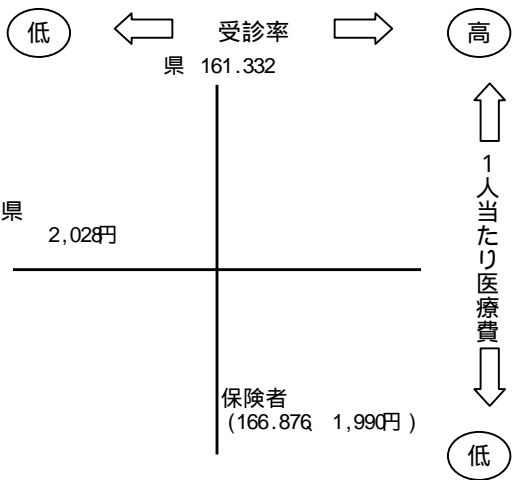 低 受診率 高
県 161.332
1人当たり医療費
県
2,028円
保険者
(166.876、 1,990円 )
低